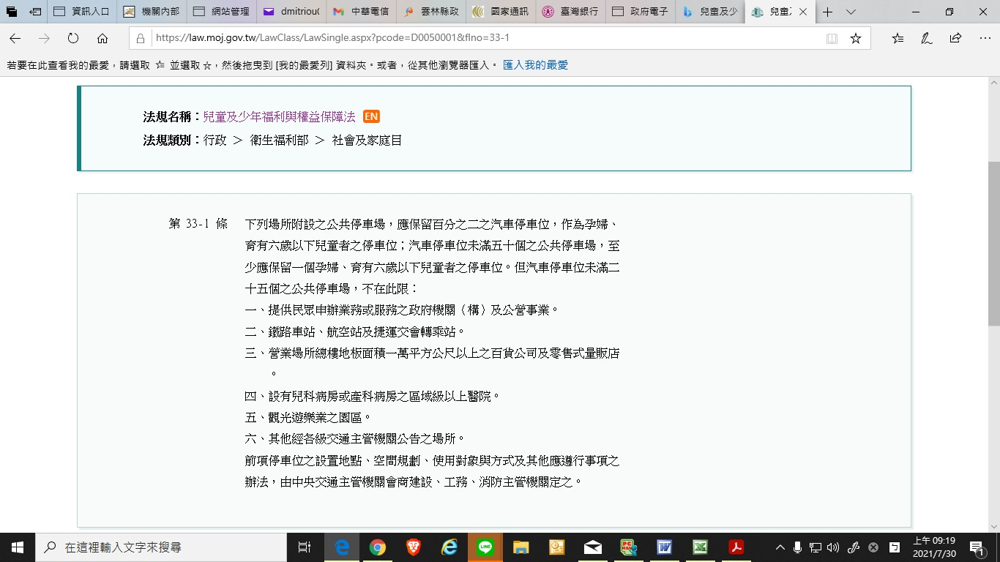 資訊入口
機關內部
網站管理
dmitriou(
中華電信
雲林縣政
國家通訊
臺灣銀行
政府電子
兒童及少
兒童及
https://law.moj.gov.tw/LawClass/LawSingle.aspx?pcode=D0050001&flno=33-1
若要在此查看我的最愛，請選取 並選取 ☆，然後拖曳到 [我的最愛列] 資料夾。或者，從其他瀏覽器匯入。 匯入我的最愛
法規名稱：兒童及少年福利與權益保障法 EN
法規類別：行政 ＞ 衛生福利部 ＞ 社會及家庭目
第 33-1 條 下列場所附設之公共停車場，應保留百分之二之汽車停車位，作為孕婦、
育有六歲以下兒童者之停車位；汽車停車位未滿五十個之公共停車場，至
少應保留一個孕婦、育有六歲以下兒童者之停車位。但汽車停車位未滿二
十五個之公共停車場，不在此限：
一、提供民眾申辦業務或服務之政府機關（構）及公營事業。
二、鐵路車站、航空站及捷運交會轉乘站。
三、營業場所總樓地板面積一萬平方公尺以上之百貨公司及零售式量販店
。
四、設有兒科病房或產科病房之區域級以上醫院。
五、觀光遊樂業之園區。
六、其他經各級交通主管機關公告之場所。
前項停車位之設置地點、空間規劃、使用對象與方式及其他應遵行事項之
辦法，由中央交通主管機關會商建設、工務、消防主管機關定之。
在這裡輸入文字來搜尋
上午 09:19
2021/7/30
1